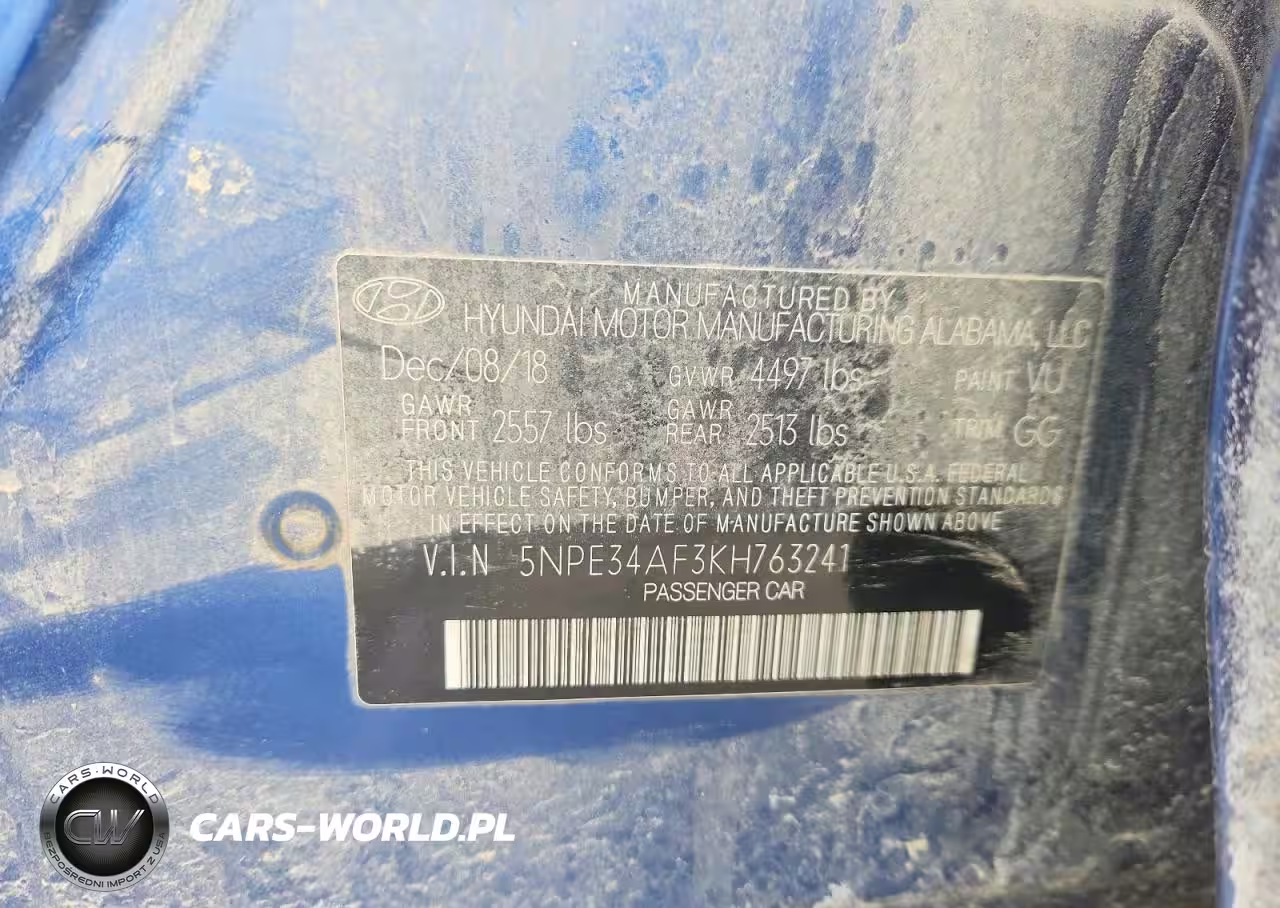 MANUFACTURED BY
HYUNDAI MOTOR MANUFACTURING ALABAMA, LLC
Dec/08/18 GVWR 4497 lbs PAINT VU
GAWR FRONT 2557 lbs GAWR REAR 2513 lbs TRIM GG
THIS VEHICLE CONFORMS TO ALL APPLICABLE U.S.A. FEDERAL
MOTOR VEHICLE SAFETY, BUMPER, AND THEFT PREVENTION STANDARDS
IN EFFECT ON THE DATE OF MANUFACTURE SHOWN ABOVE
V.I.N 5NPE34AF3KH763241
PASSENGER CAR
CARS-WORLD
CW
BEZPOŚREDNI IMPORT Z USA
CARS-WORLD.PL